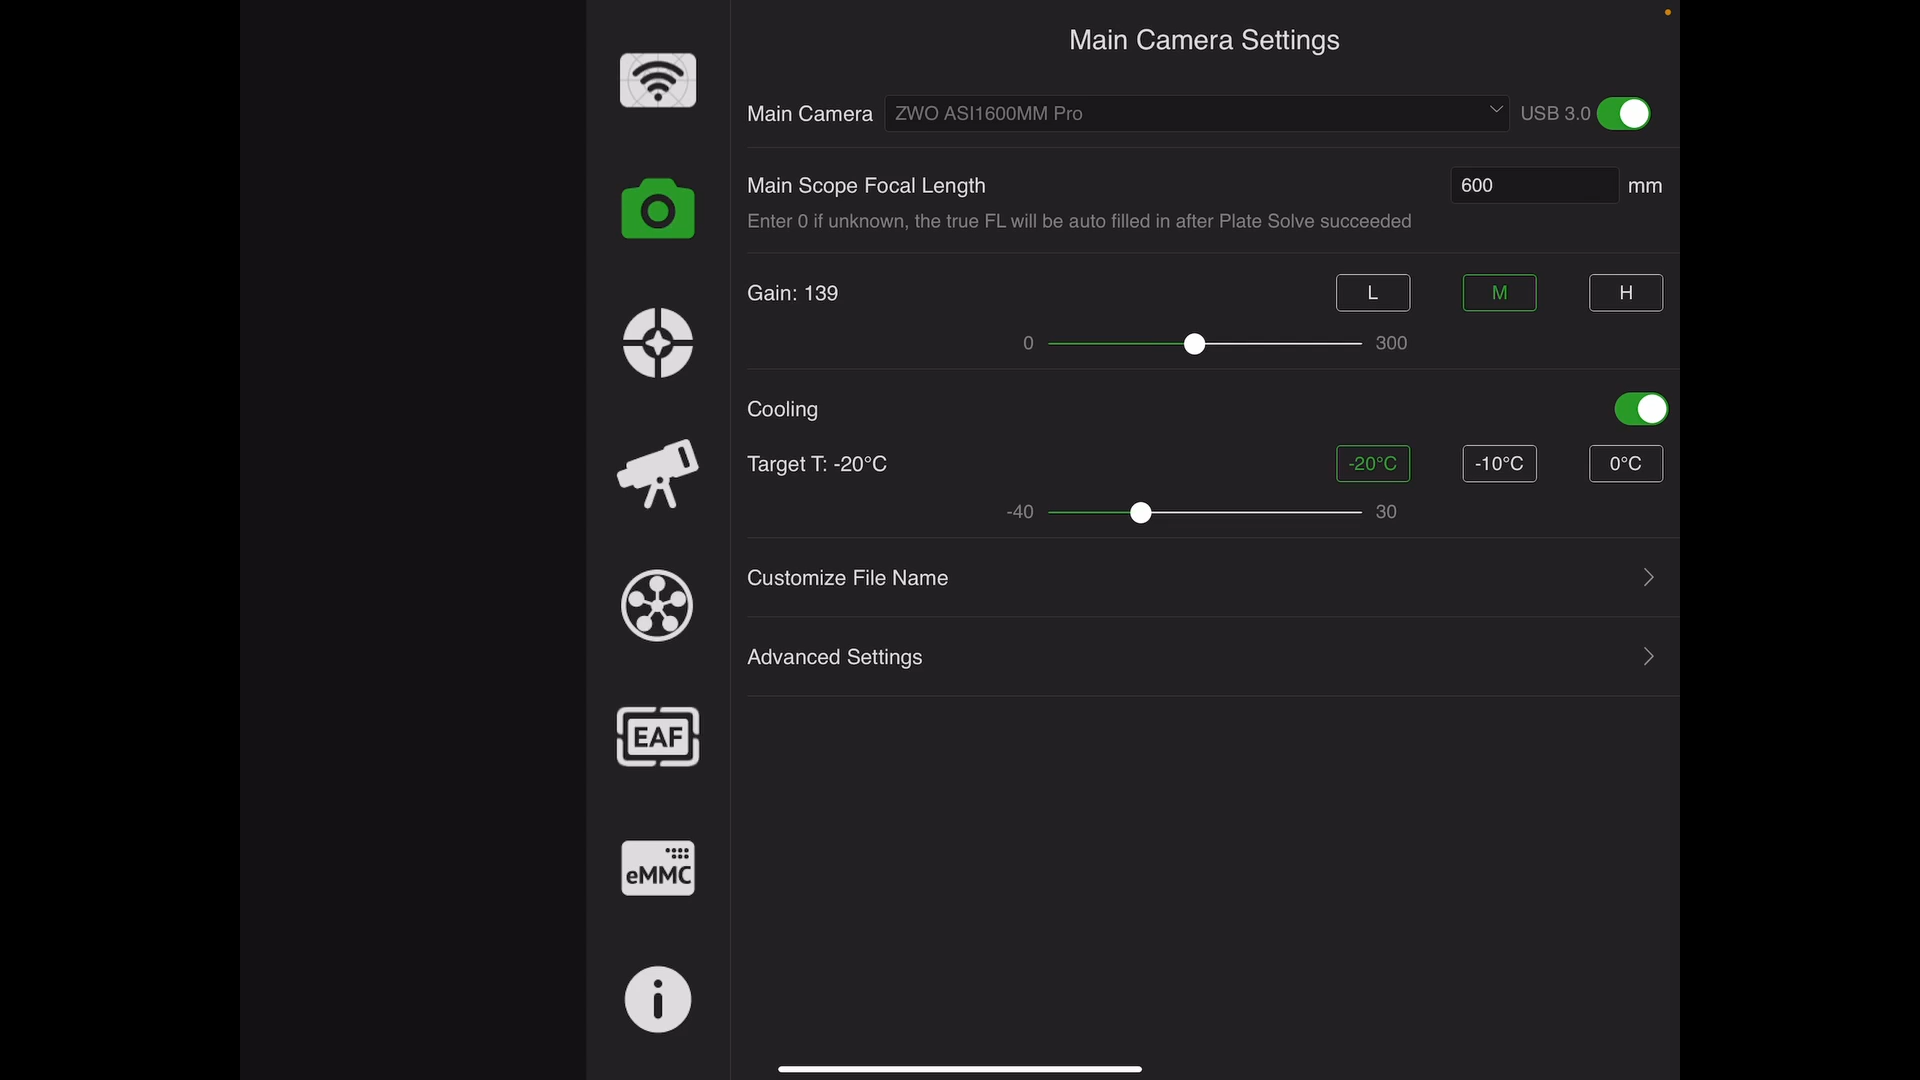 Main Camera Settings
Main Camera ZWO ASI1600MM Pro USB 3.0
Main Scope Focal Length 600 mm
Enter 0 if unknown, the true FL will be auto filled in after Plate Solve succeeded
Gain: 139 L M H
0 300
Cooling
Target T: -20°C -20°C -10°C 0°C
-40 30
Customize File Name
Advanced Settings
EAF
eMMC